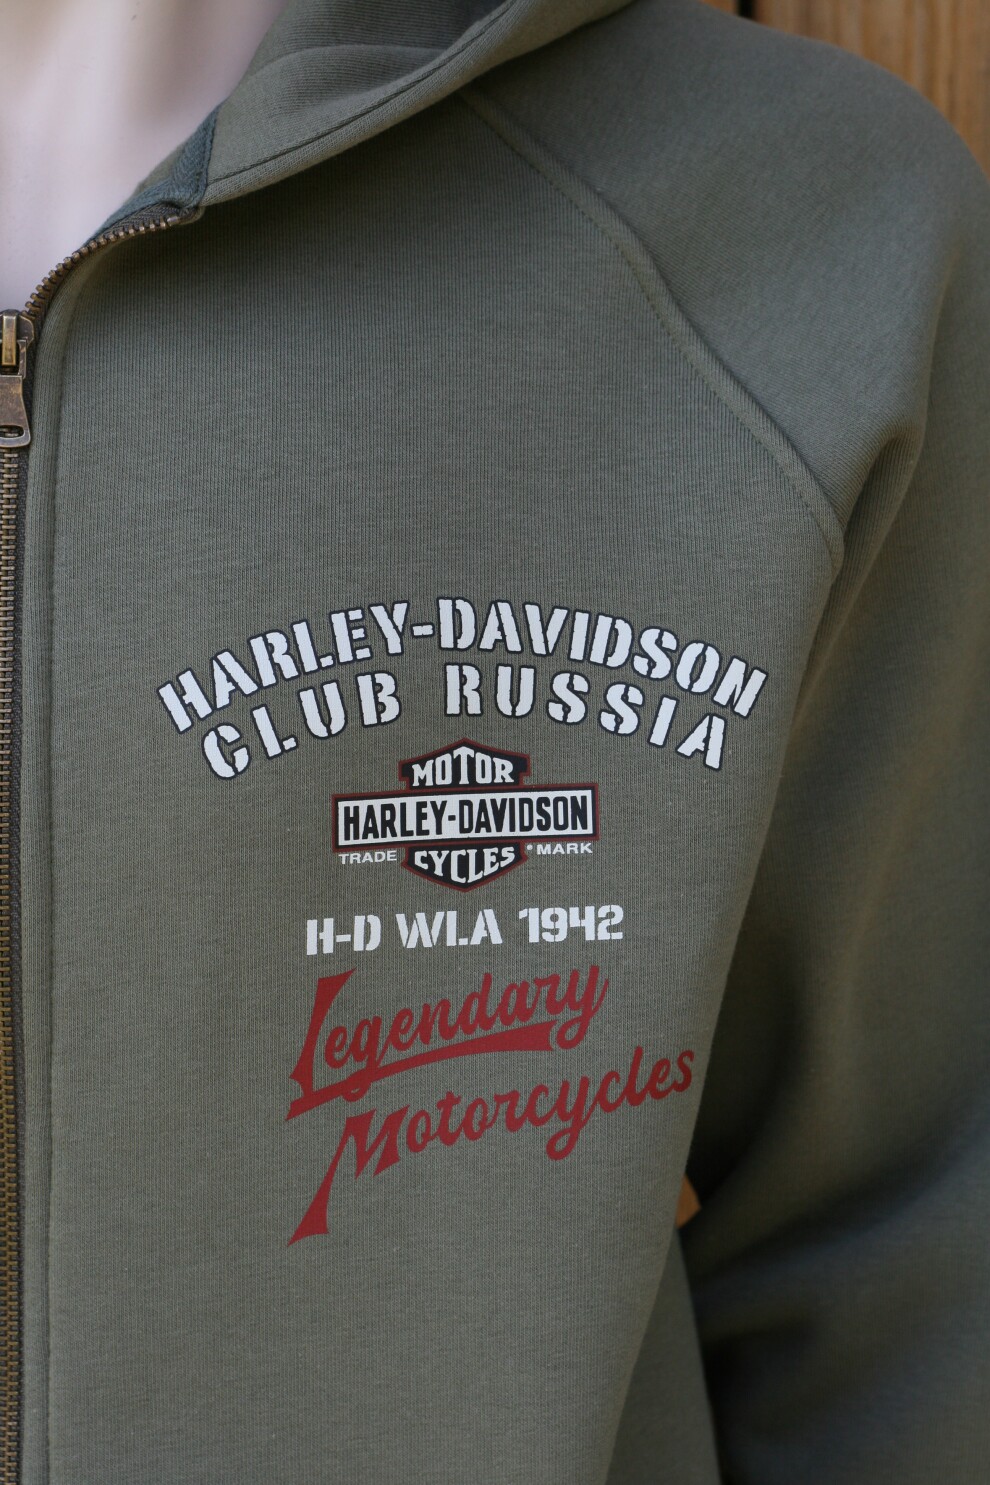 HARLEY-DAVIDSON
CLUB RUSSIA
MOTOR
HARLEY-DAVIDSON
TRADE CYCLES MARK
H-D WLA 1942
Legendary
Motorcycles